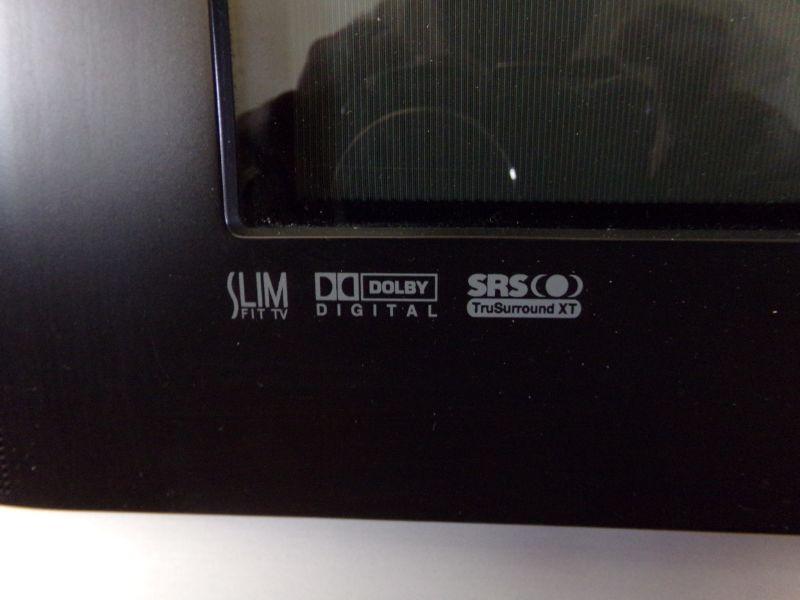 SLIM
FIT TV
DOLBY
DIGITAL
SRS
TruSurround XT